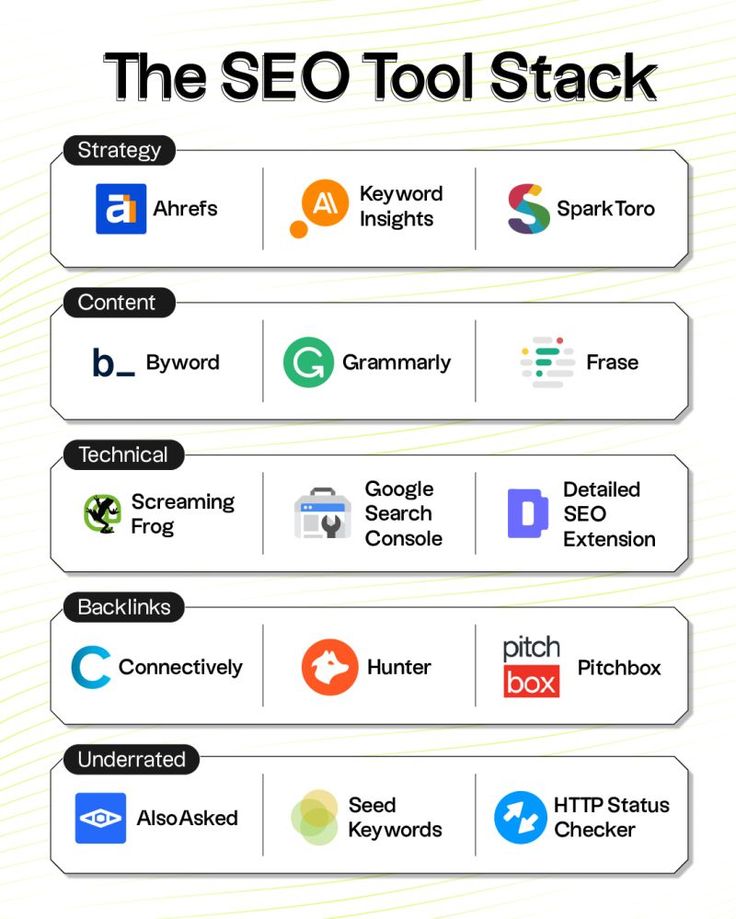 The SEO Tool Stack
Strategy
a Ahrefs
Keyword
Insights
SparkToro
Content
b_ Byword
G Grammarly
Frase
Technical
Screaming
Frog
Google
Search
Console
D Detailed
SEO
Extension
Backlinks
C Connectively
Hunter
pitch
box
Pitchbox
Underrated
AlsoAsked
Seed
Keywords
HTTP Status
Checker